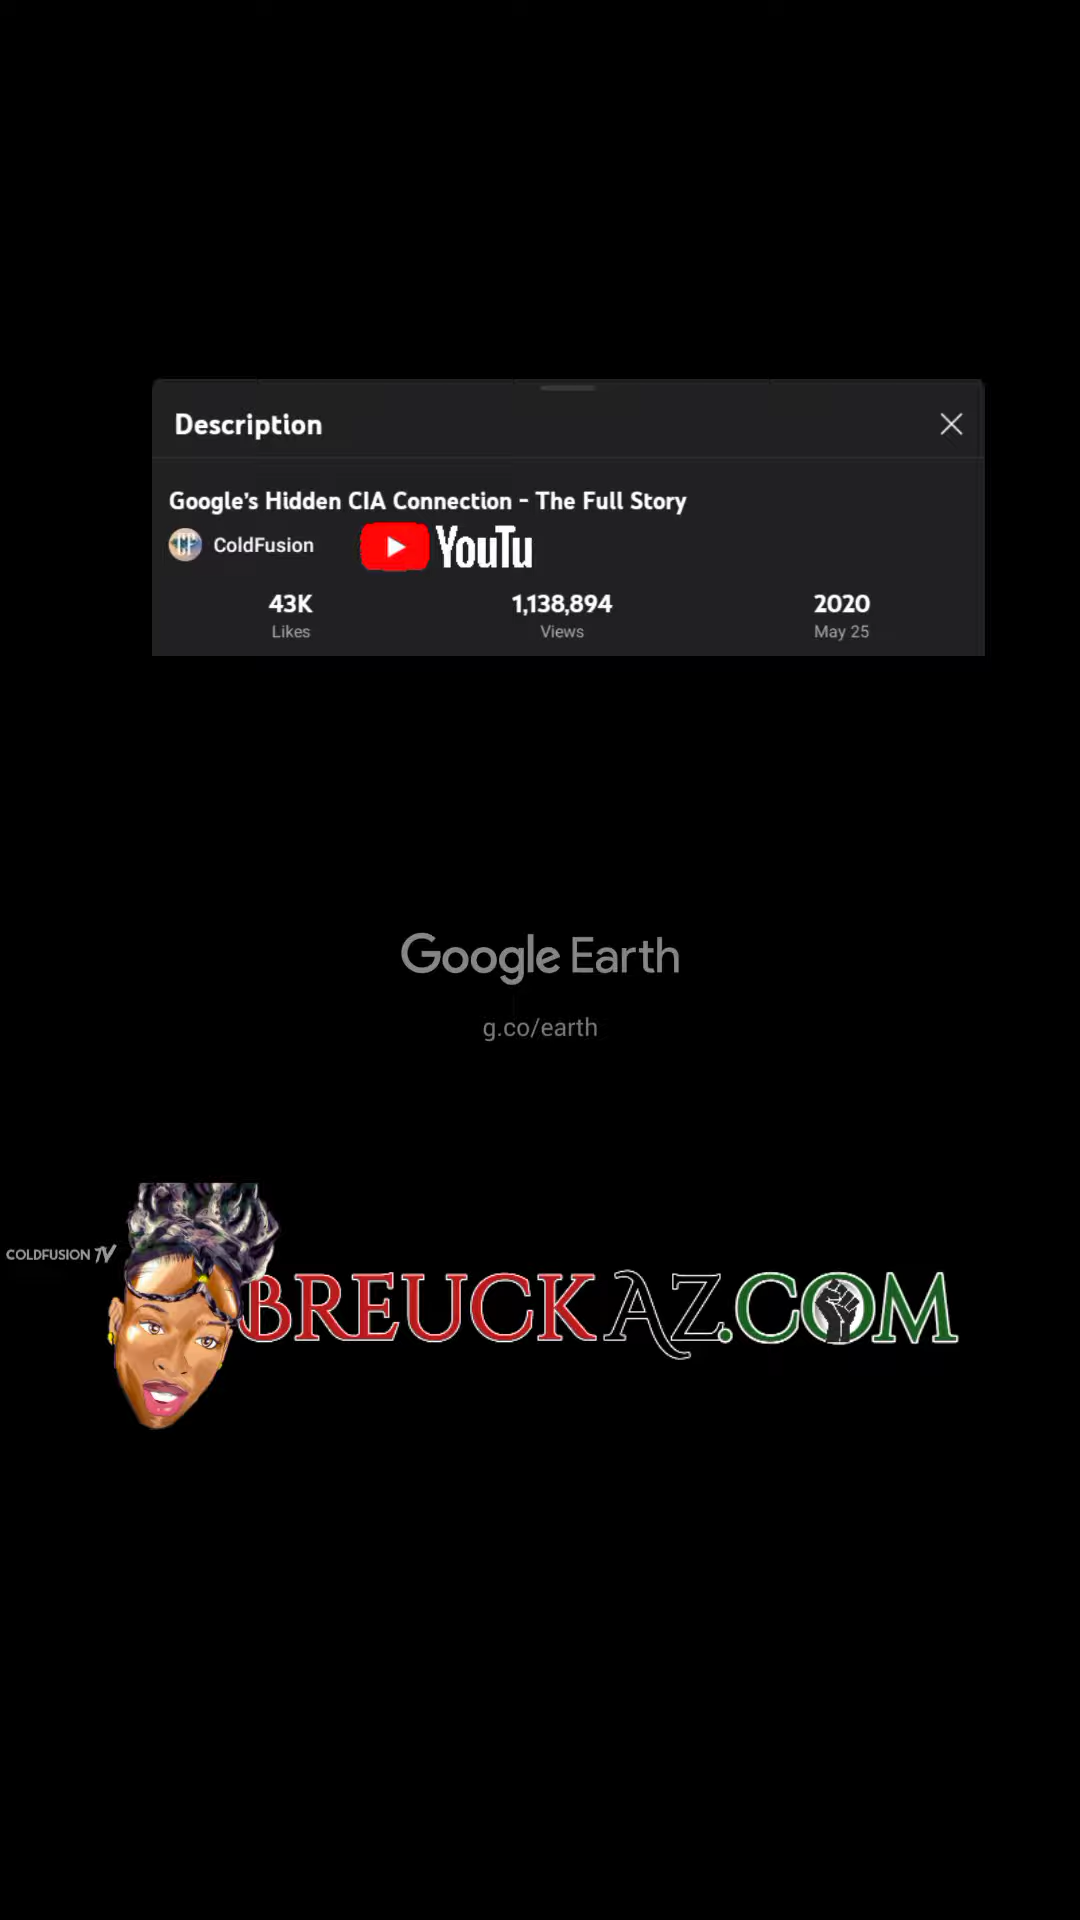 Description
Google's Hidden CIA Connection - The Full Story
ColdFusion
YouTu
43K 1,138,894 2020
Likes Views May 25
Google Earth
g.co/earth
COLDFUSION TV
BREUCKAZ.COM